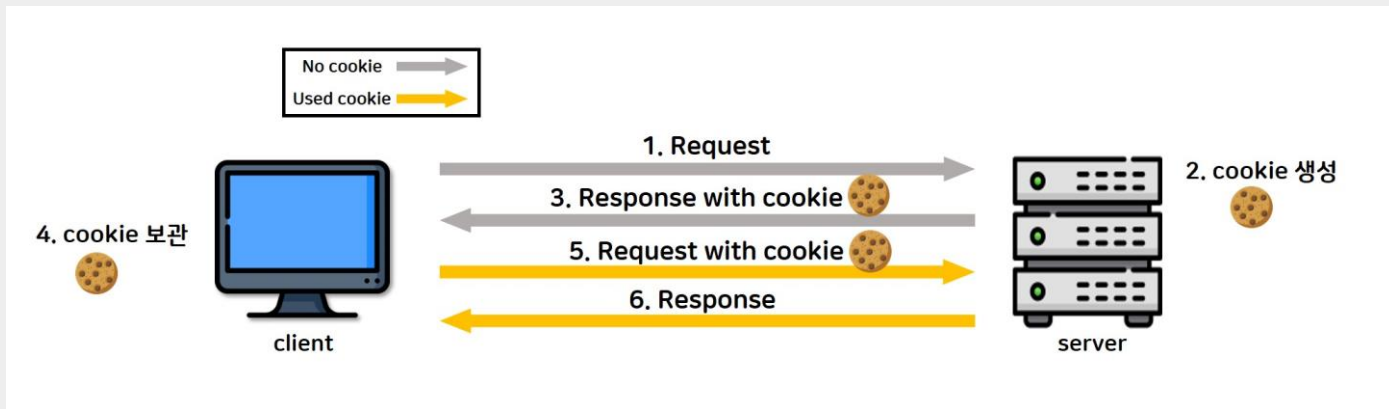 No cookie
Used cookie
1. Request
2. cookie 생성
3. Response with cookie
4. cookie 보관
5. Request with cookie
6. Response
client
server